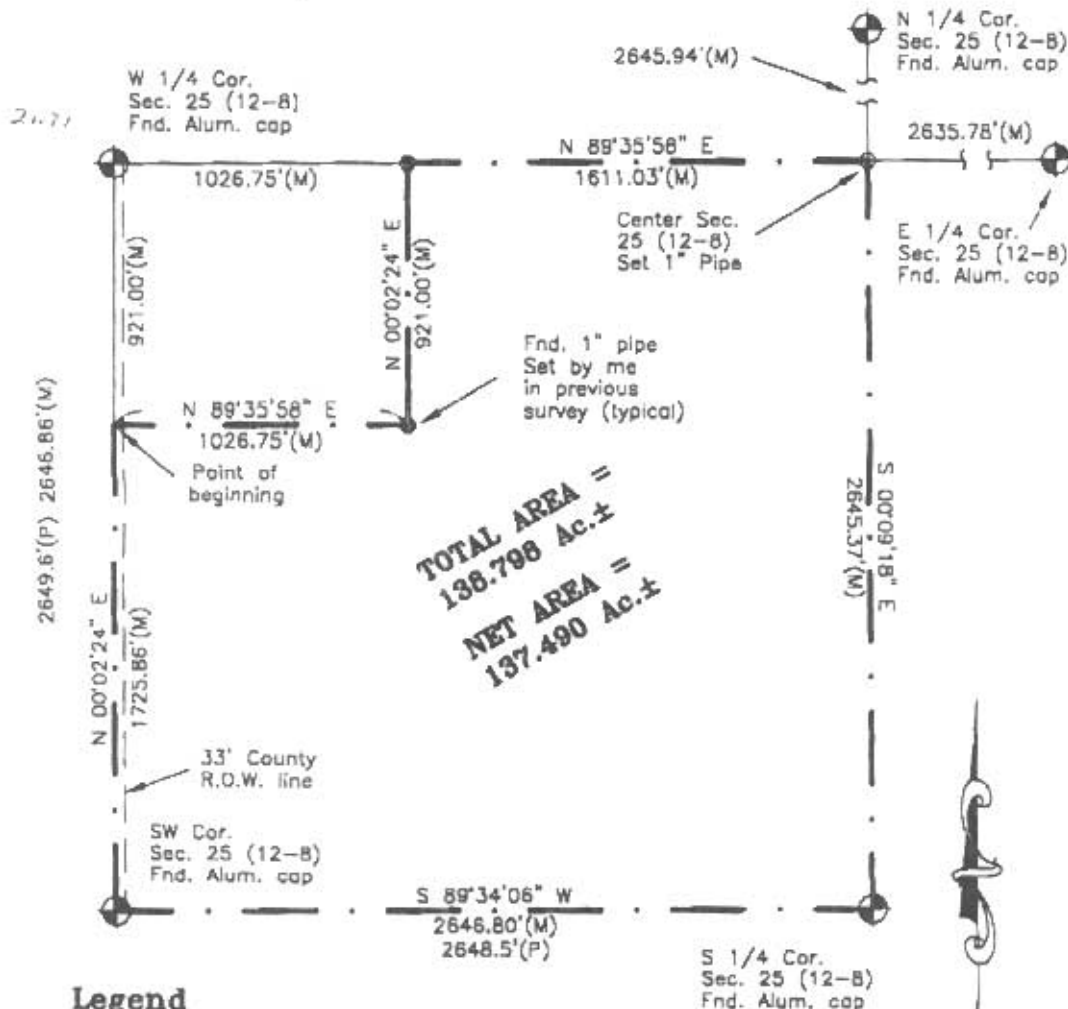 N 1/4 Cor.
Sec. 25 (12-8)
Fnd. Alum. cap
2645.94'(M)
W 1/4 Cor.
Sec. 25 (12-8)
Fnd. Alum. cap
2635.78'(M)
N 89°35'58" E
1611.03'(M)
1026.75'(M)
Center Sec.
25 (12-8)
Set 1" Pipe
E 1/4 Cor.
Sec. 25 (12-8)
Fnd. Alum. cap
921.00'(M)
N 00°02'24" E
921.00'(M)
Fnd. 1" pipe
Set by me
in previous
survey (typical)
N 89°35'58" E
1026.75'(M)
Point of
beginning
2649.6'(P) 2646.86'(M)
TOTAL AREA =
138.798 Ac.±
NET AREA =
137.490 Ac.±
S 00°09'18" E
2645.37'(M)
N 00°02'24" E
1725.86'(M)
33' County
R.O.W. line
SW Cor.
Sec. 25 (12-8)
Fnd. Alum. cap
S 89°34'06" W
2646.80'(M)
2648.5'(P)
S 1/4 Cor.
Sec. 25 (12-8)
Fnd. Alum. cap
Legend